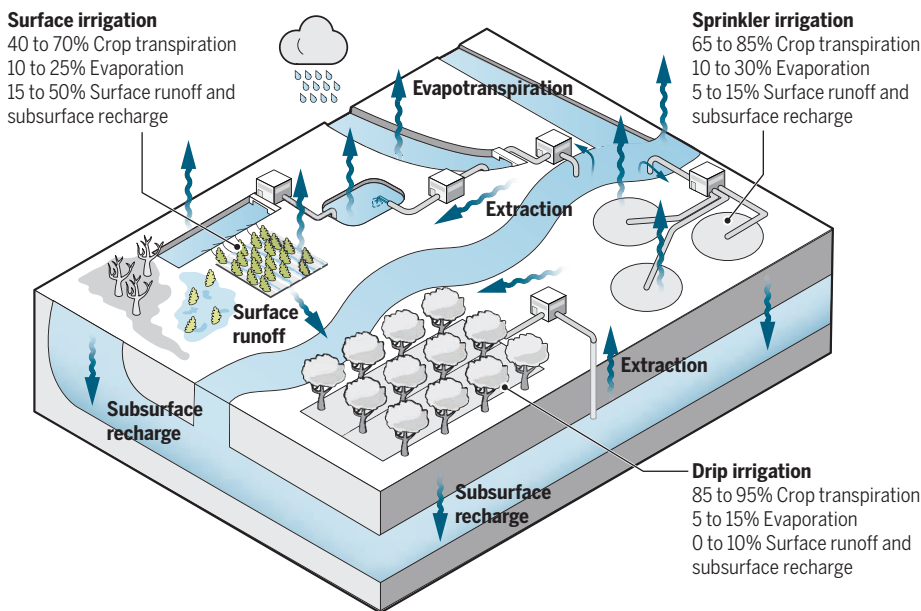 Surface irrigation
40 to 70% Crop transpiration
10 to 25% Evaporation
15 to 50% Surface runoff and
subsurface recharge
Sprinkler irrigation
65 to 85% Crop transpiration
10 to 30% Evaporation
5 to 15% Surface runoff and
subsurface recharge
Evapotranspiration
Extraction
Surface
runoff
Extraction
Subsurface
recharge
Subsurface
recharge
Drip irrigation
85 to 95% Crop transpiration
5 to 15% Evaporation
0 to 10% Surface runoff and
subsurface recharge